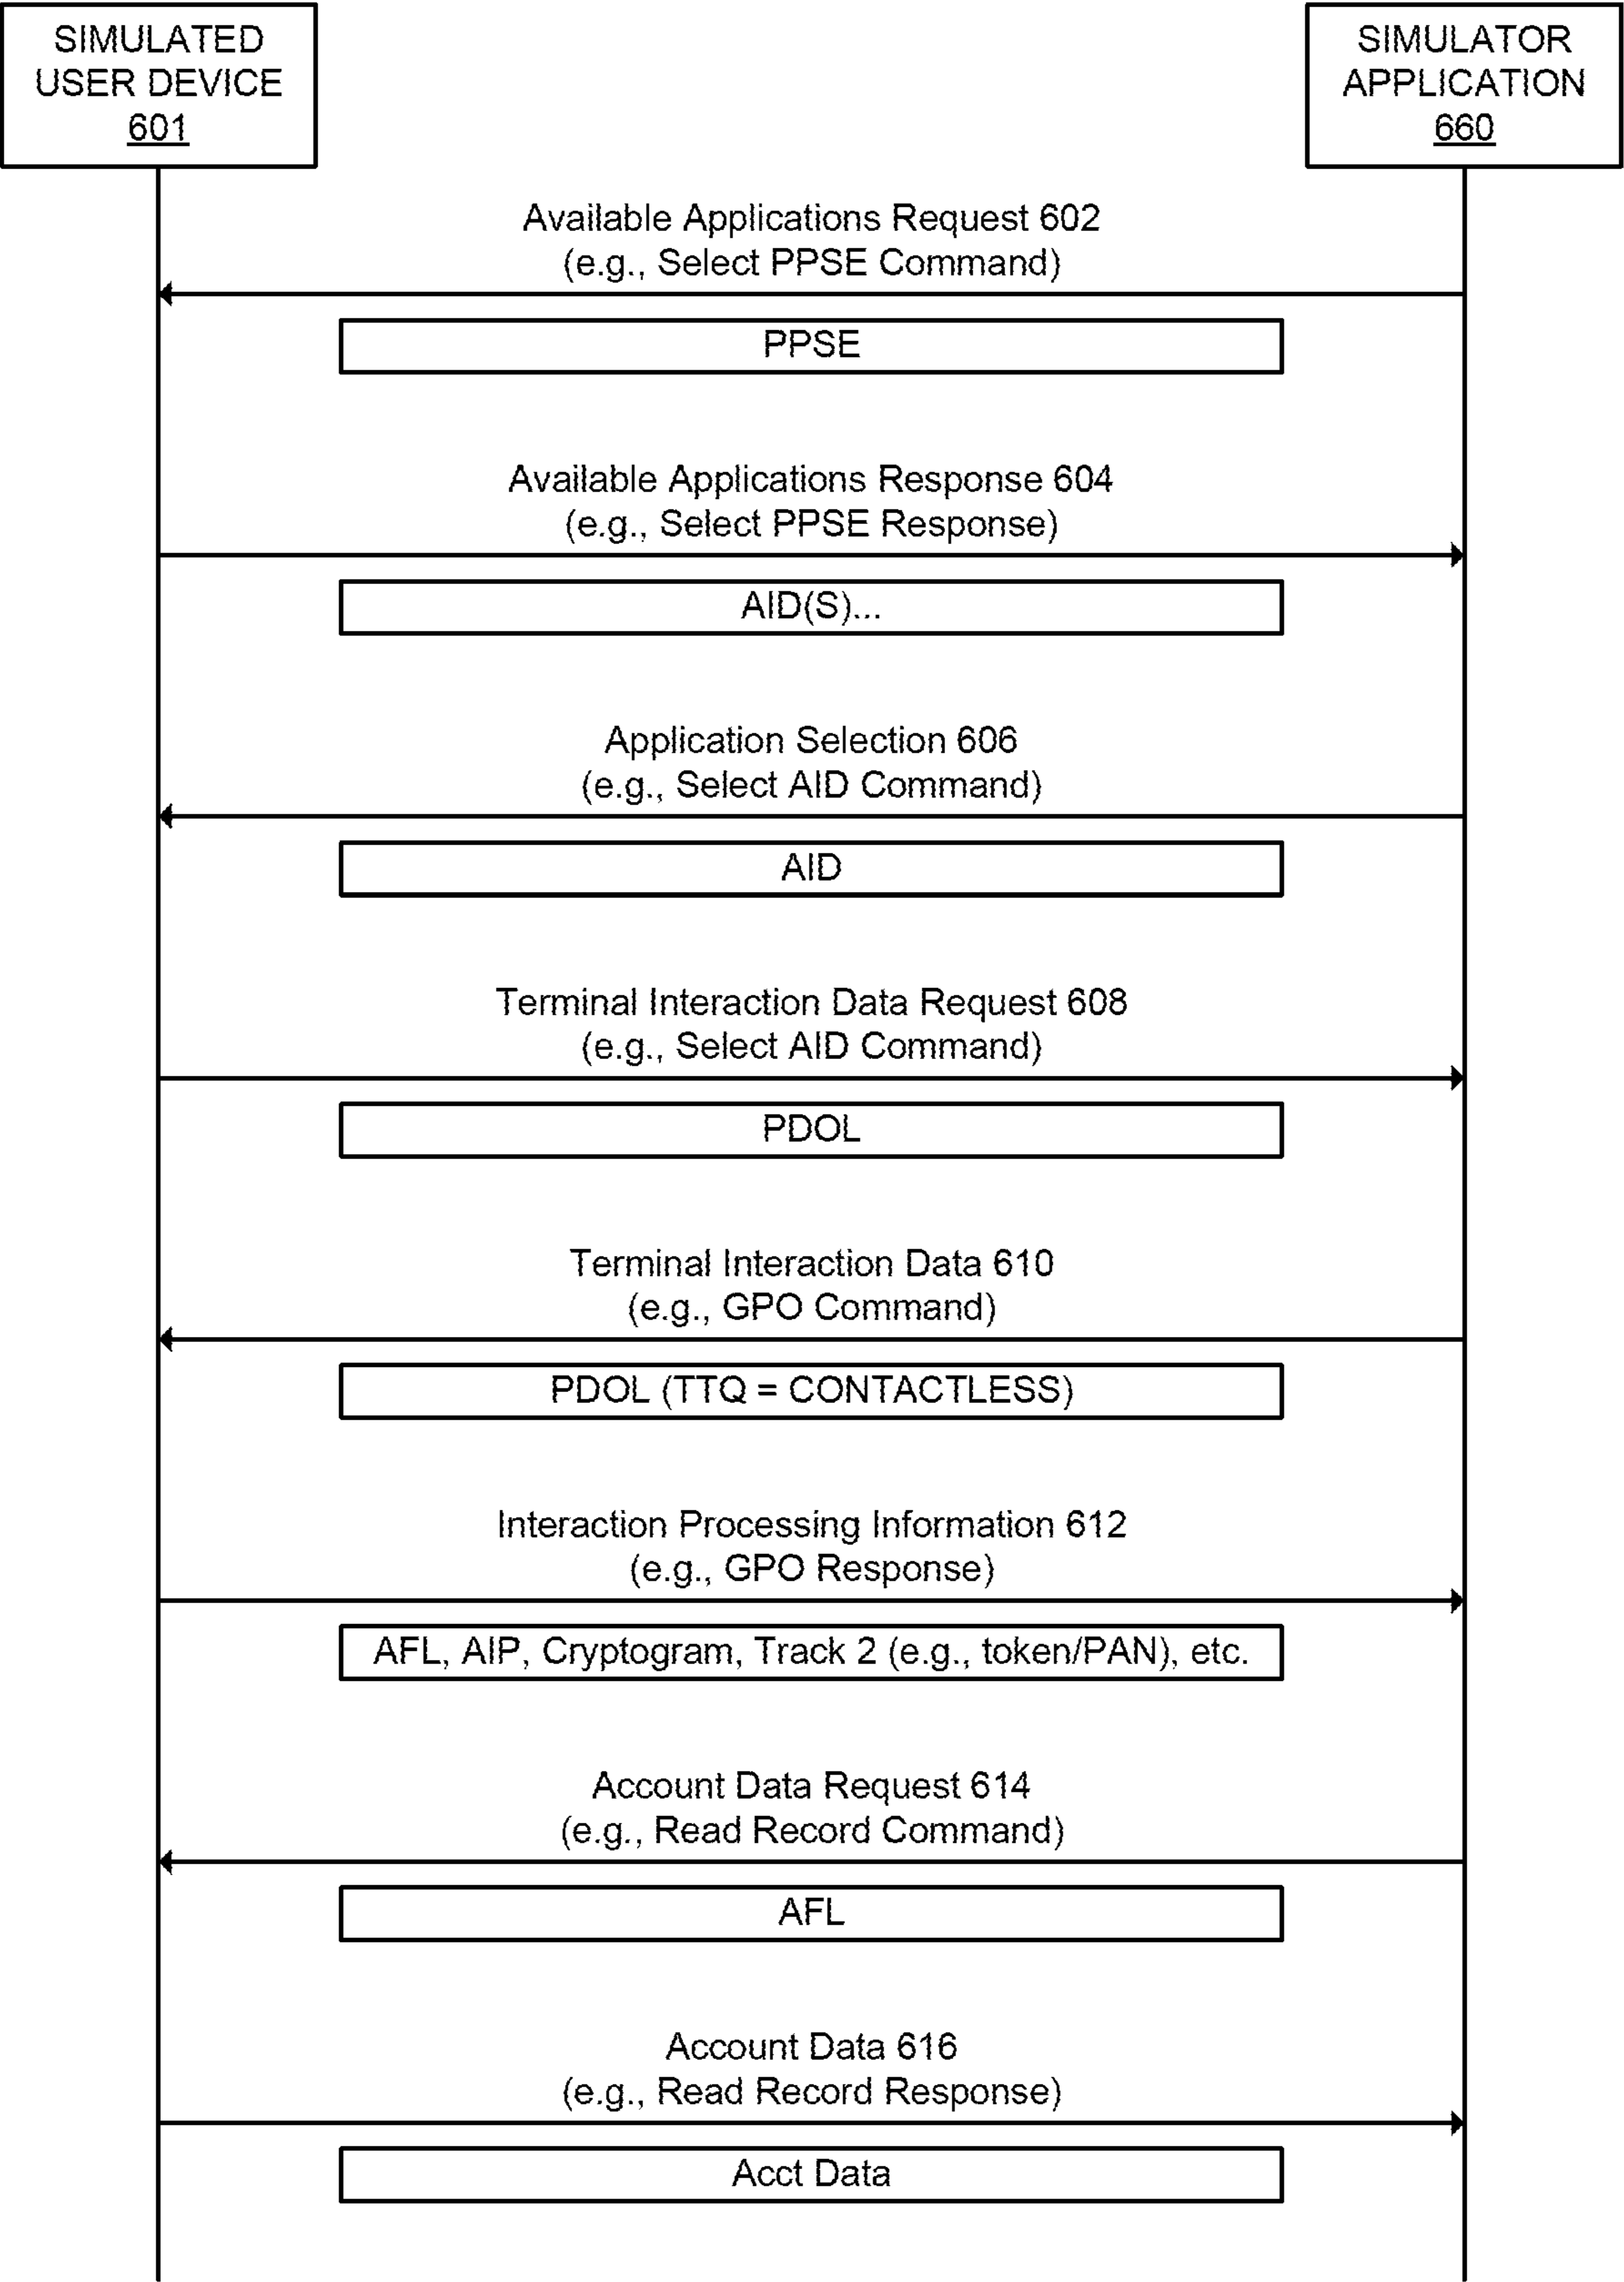 SIMULATED
USER DEVICE
601
SIMULATOR
APPLICATION
660
Available Applications Request 602
(e.g., Select PPSE Command)
PPSE
Available Applications Response 604
(e.g., Select PPSE Response)
AID(S)...
Application Selection 606
(e.g., Select AID Command)
AID
Terminal Interaction Data Request 608
(e.g., Select AID Command)
PDOL
Terminal Interaction Data 610
(e.g., GPO Command)
PDOL (TTQ = CONTACTLESS)
Interaction Processing Information 612
(e.g., GPO Response)
AFL, AIP, Cryptogram, Track 2 (e.g., token/PAN), etc.
Account Data Request 614
(e.g., Read Record Command)
AFL
Account Data 616
(e.g., Read Record Response)
Acct Data